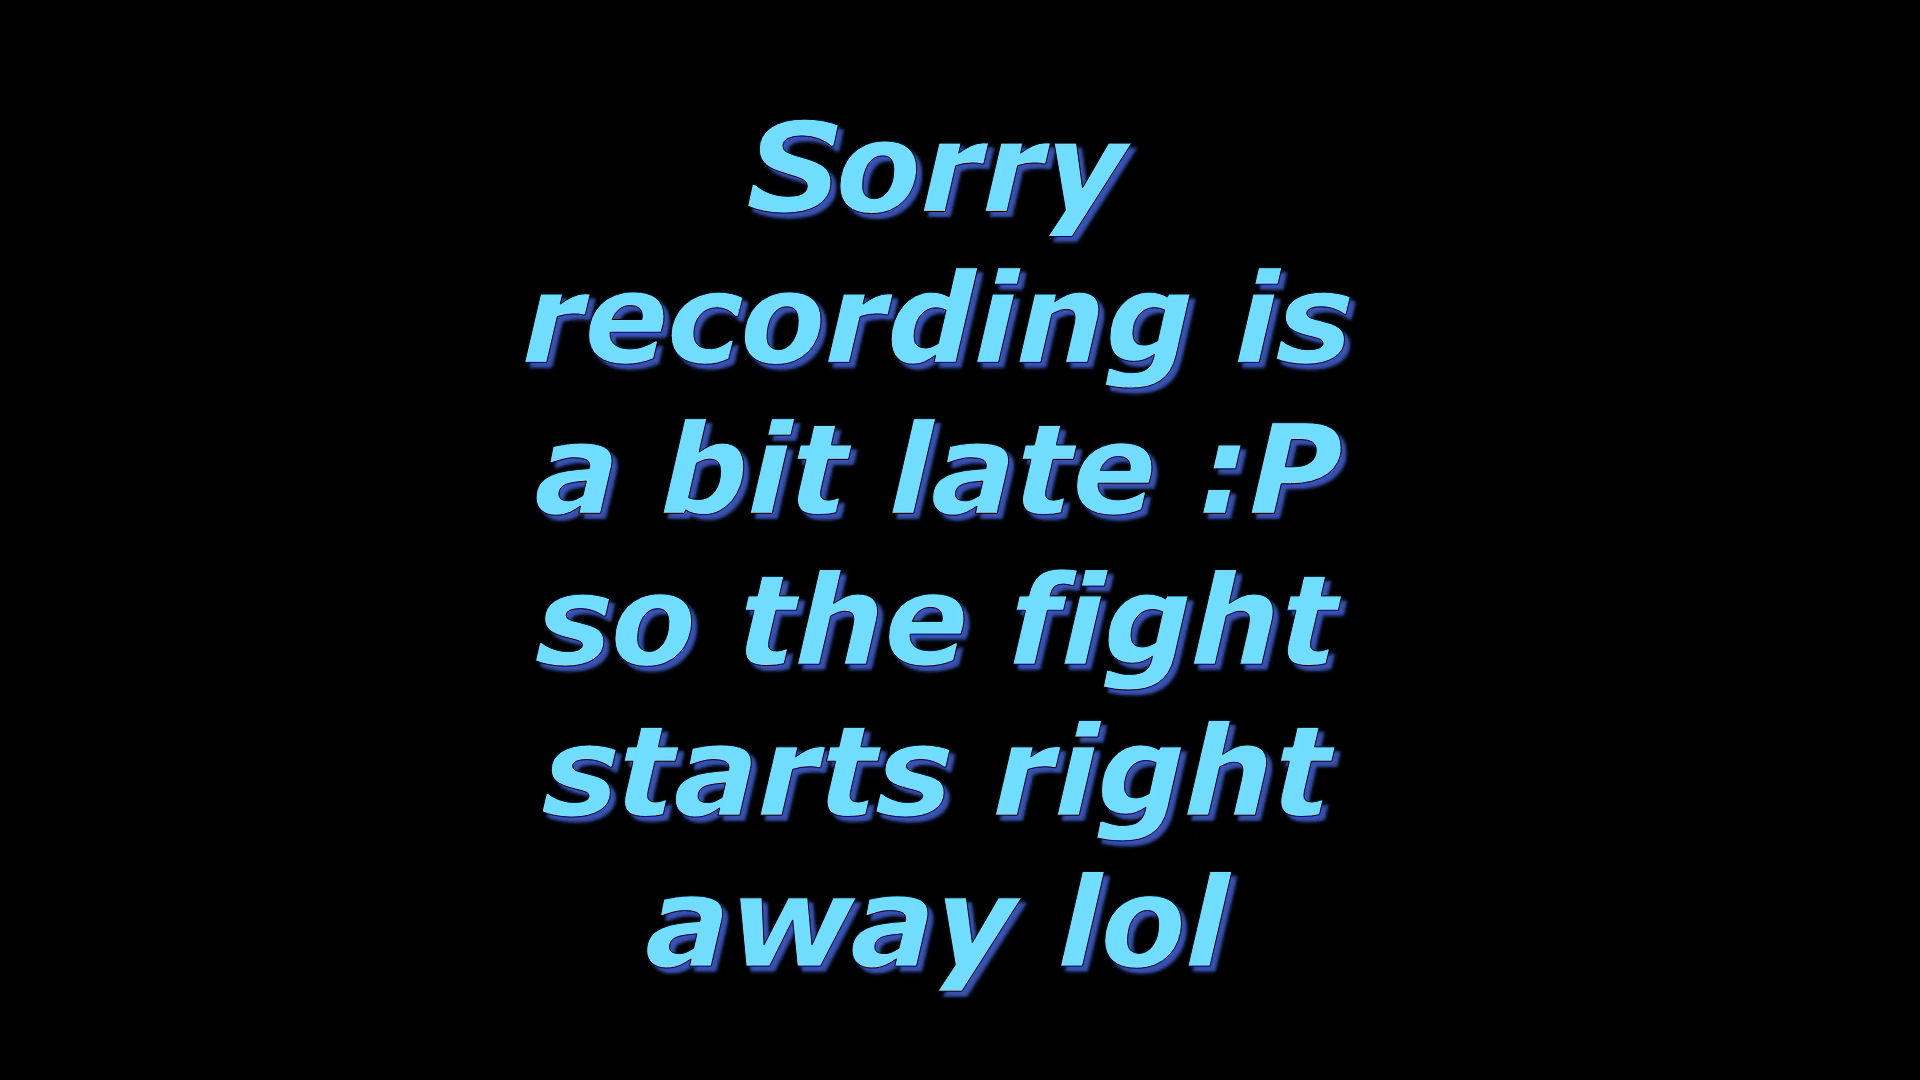 Sorry
recording is
a bit late :P
so the fight
starts right
away lol